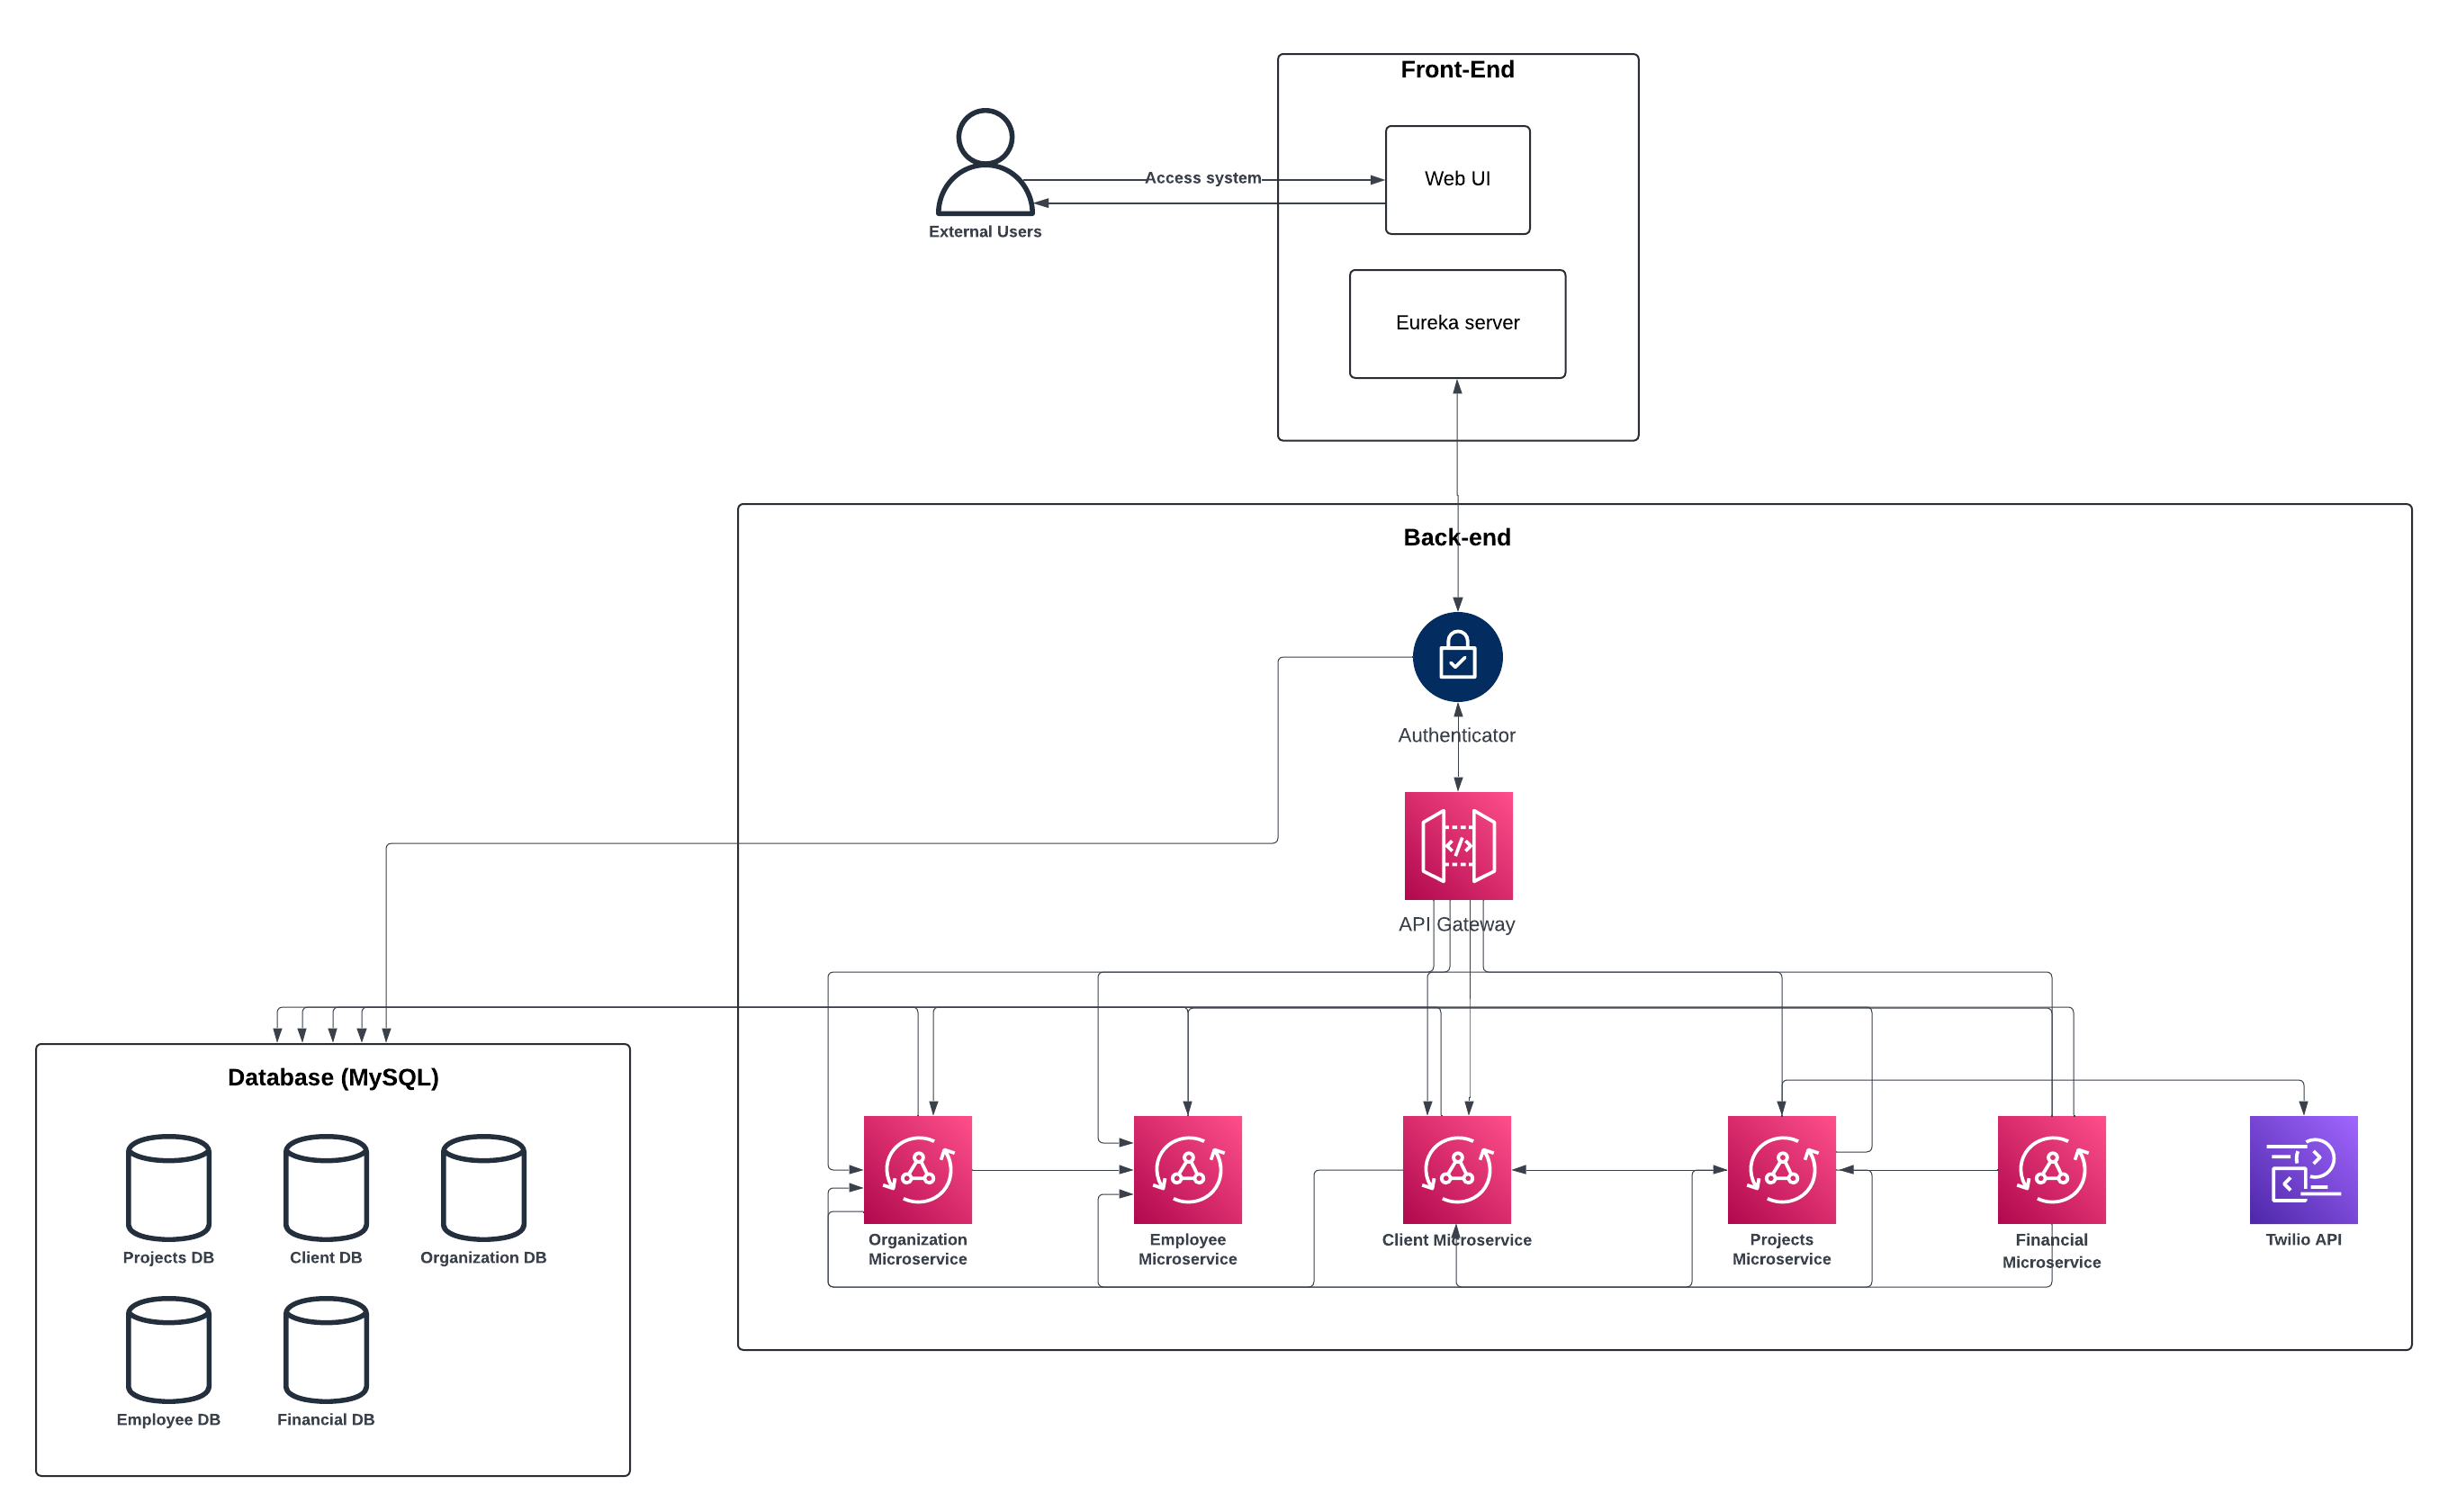 Front-End
Web UI
Access system
External Users
Eureka server
Back-end
Authenticator
API Gateway
Database (MySQL)
Projects DB
Client DB
Organization DB
Employee DB
Financial DB
Organization
Microservice
Employee
Microservice
Client Microservice
Projects
Microservice
Financial
Microservice
Twilio API